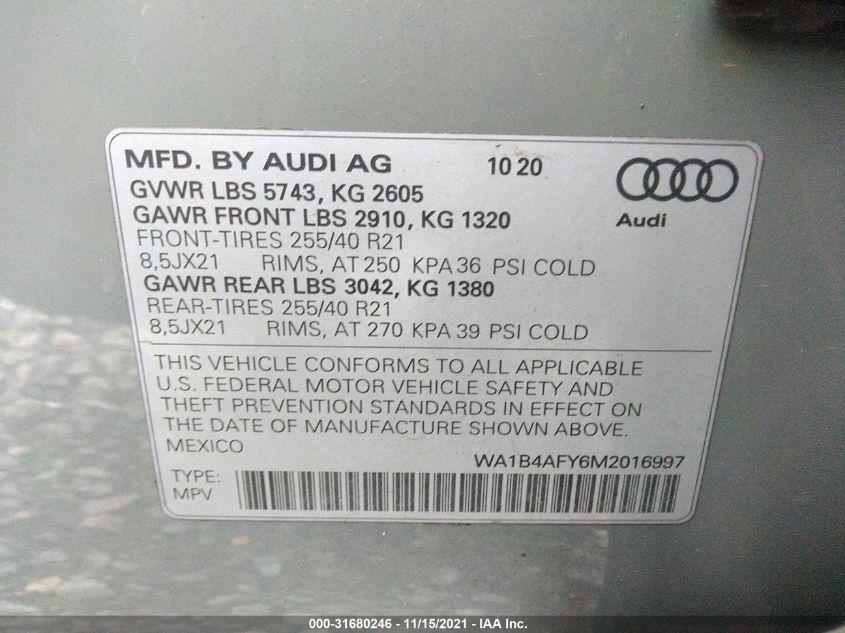 MFD. BY AUDI AG 10 20
GVWR LBS 5743, KG 2605
GAWR FRONT LBS 2910, KG 1320
Audi
FRONT-TIRES 255/40 R21
8,5JX21 RIMS, AT 250 KPA 36 PSI COLD
GAWR REAR LBS 3042, KG 1380
REAR-TIRES 255/40 R21
8,5JX21 RIMS, AT 270 KPA 39 PSI COLD
THIS VEHICLE CONFORMS TO ALL APPLICABLE
U.S. FEDERAL MOTOR VEHICLE SAFETY AND
THEFT PREVENTION STANDARDS IN EFFECT ON
THE DATE OF MANUFACTURE SHOWN ABOVE.
MEXICO
WA1B4AFY6M2016997
TYPE:
MPV
000-31680246 - 11/15/2021 - IAA Inc.